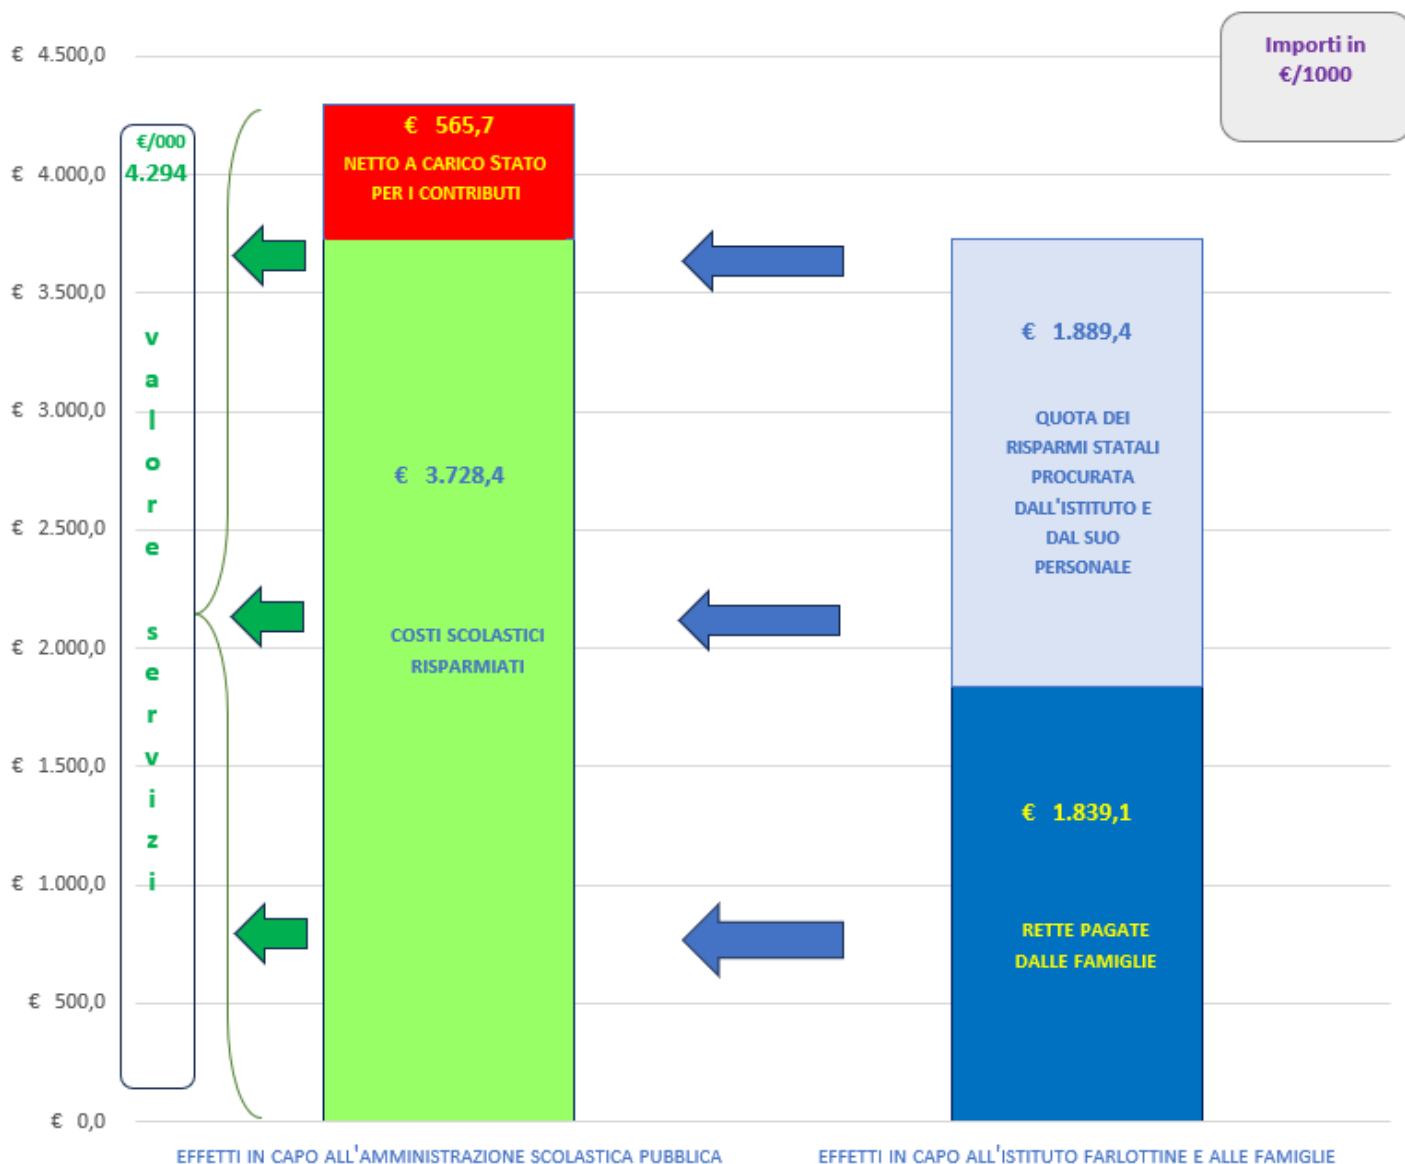 Importi in
€/1000
€ 4.500,0
€ 4.000,0
€ 3.500,0
€ 3.000,0
€ 2.500,0
€ 2.000,0
€ 1.500,0
€ 1.000,0
€ 500,0
€ 0,0
€/000
4.294
valore servizi
€ 565,7
NETTO A CARICO STATO
PER I CONTRIBUTI
€ 3.728,4
COSTI SCOLASTICI
RISPARMIATI
€ 1.889,4
QUOTA DEI
RISPARMI STATALI
PROCURATA
DALL'ISTITUTO E
DAL SUO
PERSONALE
€ 1.839,1
RETTE PAGATE
DALLE FAMIGLIE
EFFETTI IN CAPO ALL'AMMINISTRAZIONE SCOLASTICA PUBBLICA
EFFETTI IN CAPO ALL'ISTITUTO FARLOTTINE E ALLE FAMIGLIE